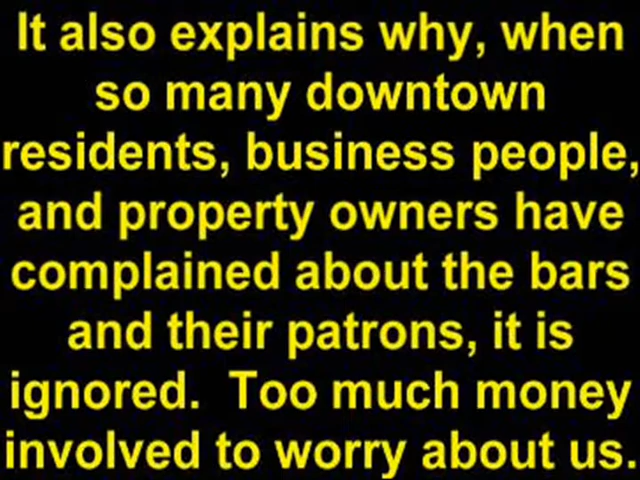 It also explains why, when
so many downtown
residents, business people,
and property owners have
complained about the bars
and their patrons, it is
ignored.  Too much money
involved to worry about us.